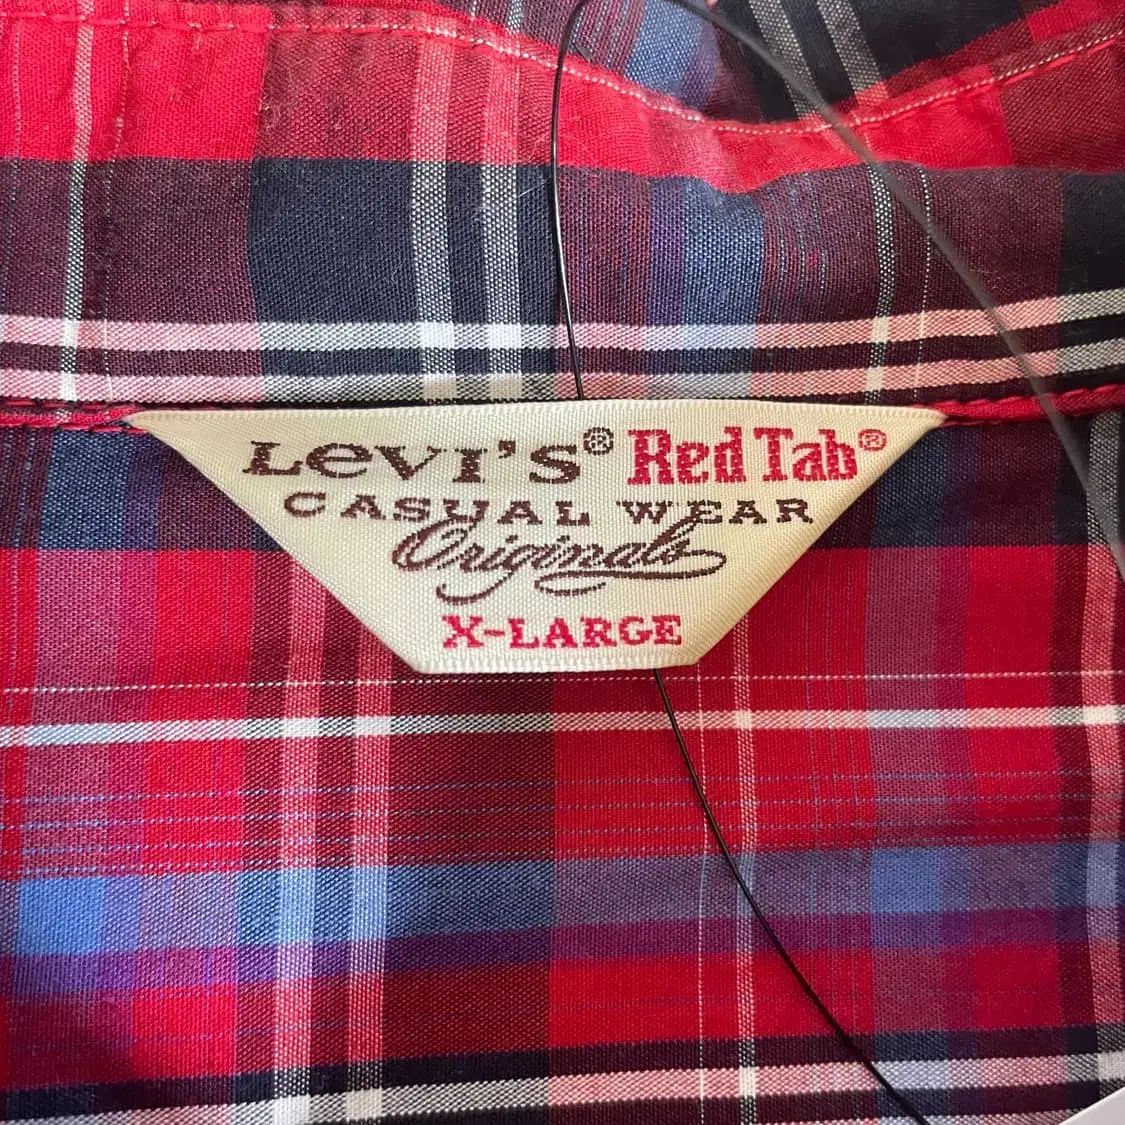 LeVI'S® Red Tab®
CASUAL WEAR
Originals
X-LARGE